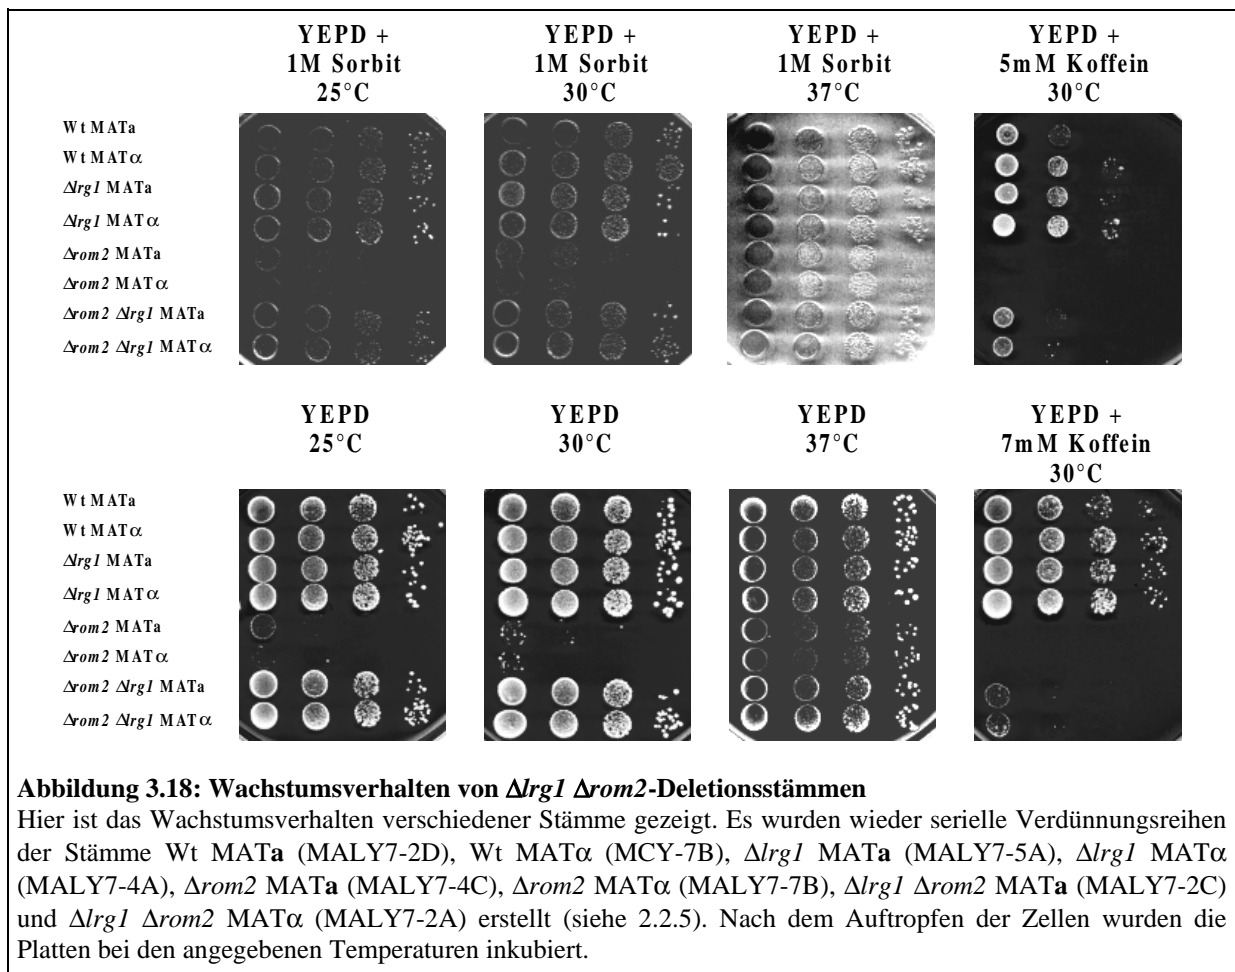 YEPD +
1M Sorbit
25°C
YEPD +
1M Sorbit
30°C
YEPD +
1M Sorbit
37°C
YEPD +
5mM Koffein
30°C
Wt MATa
Wt MATα
Δlrg1 MATa
Δlrg1 MATα
Δrom2 MATa
Δrom2 MATα
Δrom2 Δlrg1 MATa
Δrom2 Δlrg1 MATα
YEPD
25°C
YEPD
30°C
YEPD
37°C
YEPD +
7mM Koffein
30°C
Wt MATa
Wt MATα
Δlrg1 MATa
Δlrg1 MATα
Δrom2 MATa
Δrom2 MATα
Δrom2 Δlrg1 MATa
Δrom2 Δlrg1 MATα
Abbildung 3.18: Wachstumsverhalten von Δlrg1 Δrom2-Deletionsstämmen
Hier ist das Wachstumsverhalten verschiedener Stämme gezeigt. Es wurden wieder serielle Verdünnungsreihen
der Stämme Wt MATa (MALY7-2D), Wt MATα (MCY-7B), Δlrg1 MATa (MALY7-5A), Δlrg1 MATα
(MALY7-4A), Δrom2 MATa (MALY7-4C), Δrom2 MATα (MALY7-7B), Δlrg1 Δrom2 MATa (MALY7-2C)
und Δlrg1 Δrom2 MATα (MALY7-2A) erstellt (siehe 2.2.5). Nach dem Auftropfen der Zellen wurden die
Platten bei den angegebenen Temperaturen inkubiert.